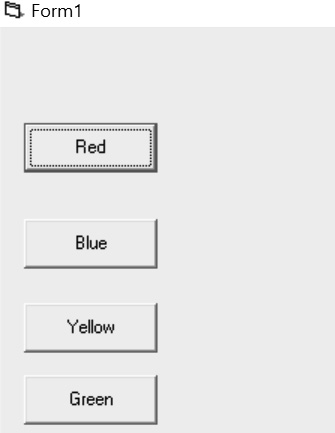 Form1
Red
Blue
Yellow
Green